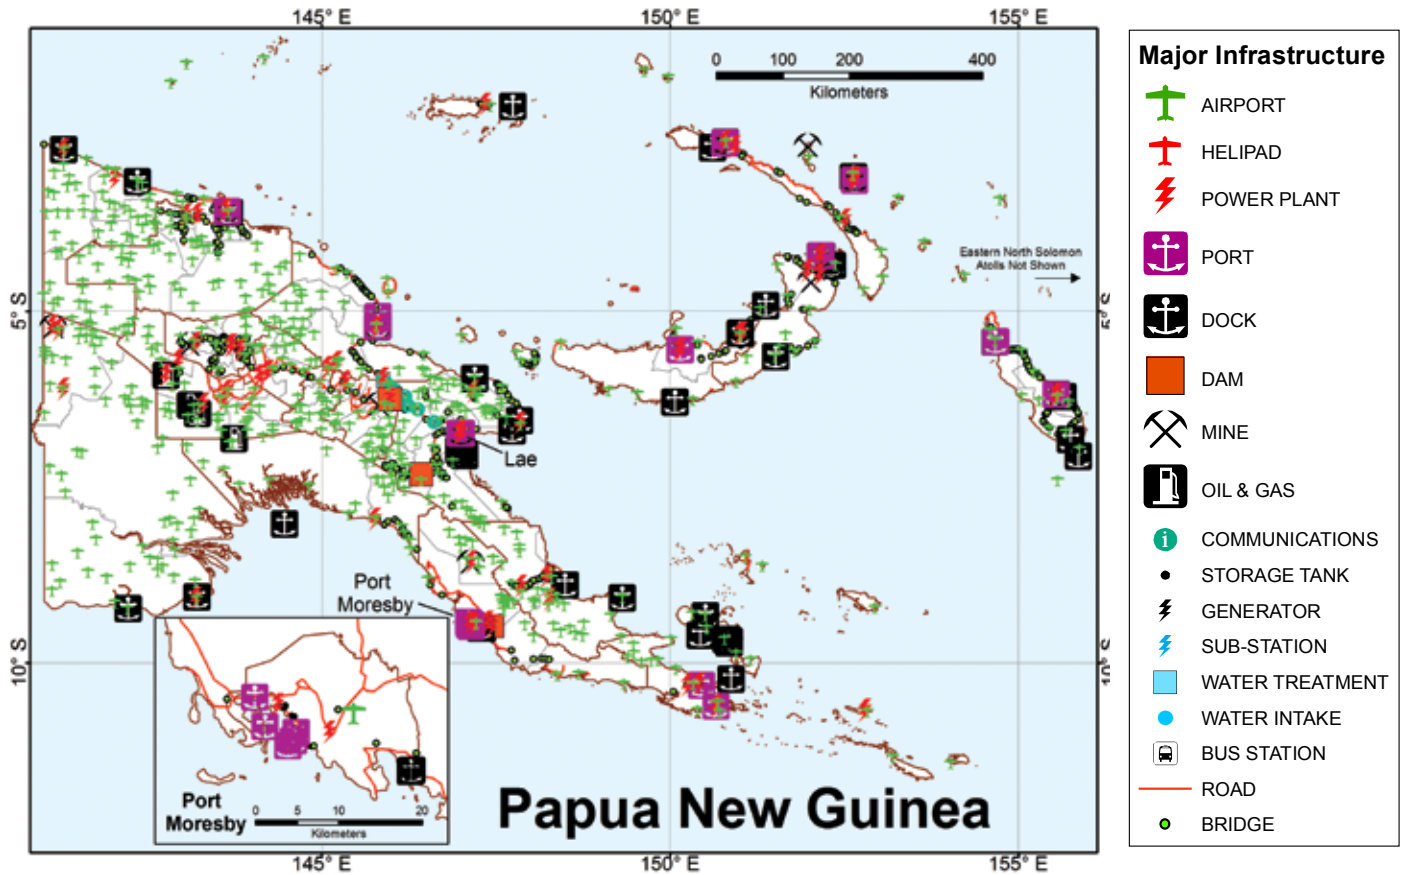 145° E
150° E
155° E
0 100 200 400
Kilometers
Eastern North Solomon
Atolls Not Shown
5° S
5° S
Lae
Port
Moresby
10° S
10° S
Port
Moresby
0 5 10 20
Kilometers
Papua New Guinea
145° E
150° E
155° E
Major Infrastructure
AIRPORT
HELIPAD
POWER PLANT
PORT
DOCK
DAM
MINE
OIL & GAS
COMMUNICATIONS
STORAGE TANK
GENERATOR
SUB-STATION
WATER TREATMENT
WATER INTAKE
BUS STATION
ROAD
BRIDGE